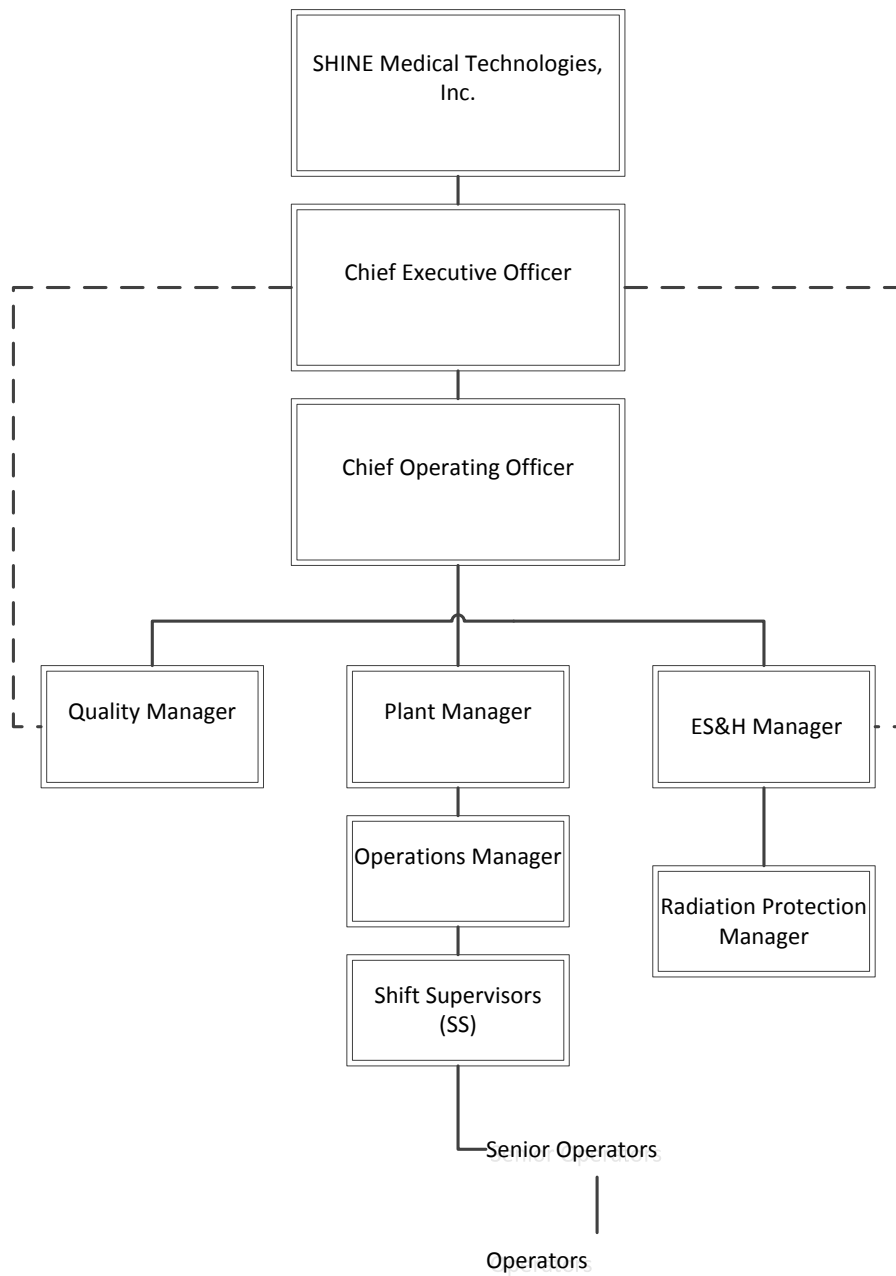 SHINE Medical Technologies,
Inc.
Chief Executive Officer
Chief Operating Officer
Quality Manager
Plant Manager
ES&H Manager
Operations Manager
Radiation Protection
Manager
Shift Supervisors
(SS)
Senior Operators
Operators